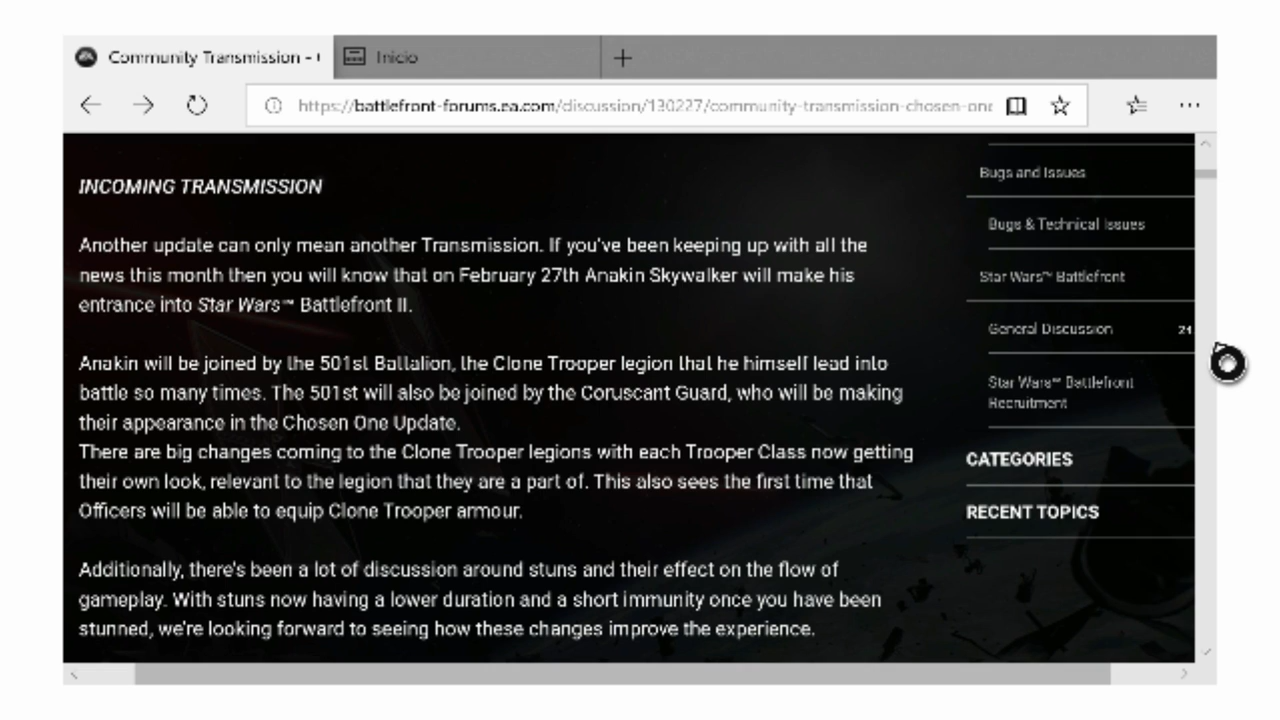 Community Transmission - (
Inicio
https://battlefront-forums.ea.com/discussion/130227/community-transmission-chosen-one
INCOMING TRANSMISSION
Another update can only mean another Transmission. If you've been keeping up with all the
news this month then you will know that on February 27th Anakin Skywalker will make his
entrance into Star Wars™ Battlefront II.
Anakin will be joined by the 501st Battalion, the Clone Trooper legion that he himself lead into
battle so many times. The 501st will also be joined by the Coruscant Guard, who will be making
their appearance in the Chosen One Update.
There are big changes coming to the Clone Trooper legions with each Trooper Class now getting
their own look, relevant to the legion that they are a part of. This also sees the first time that
Officers will be able to equip Clone Trooper armour.
Additionally, there's been a lot of discussion around stuns and their effect on the flow of
gameplay. With stuns now having a lower duration and a short immunity once you have been
stunned, we're looking forward to seeing how these changes improve the experience.
Bugs and Issues
Bugs & Technical Issues
Star Wars™ Battlefront
General Discussion 21
Star Wars™ Battlefront
Recruitment
CATEGORIES
RECENT TOPICS